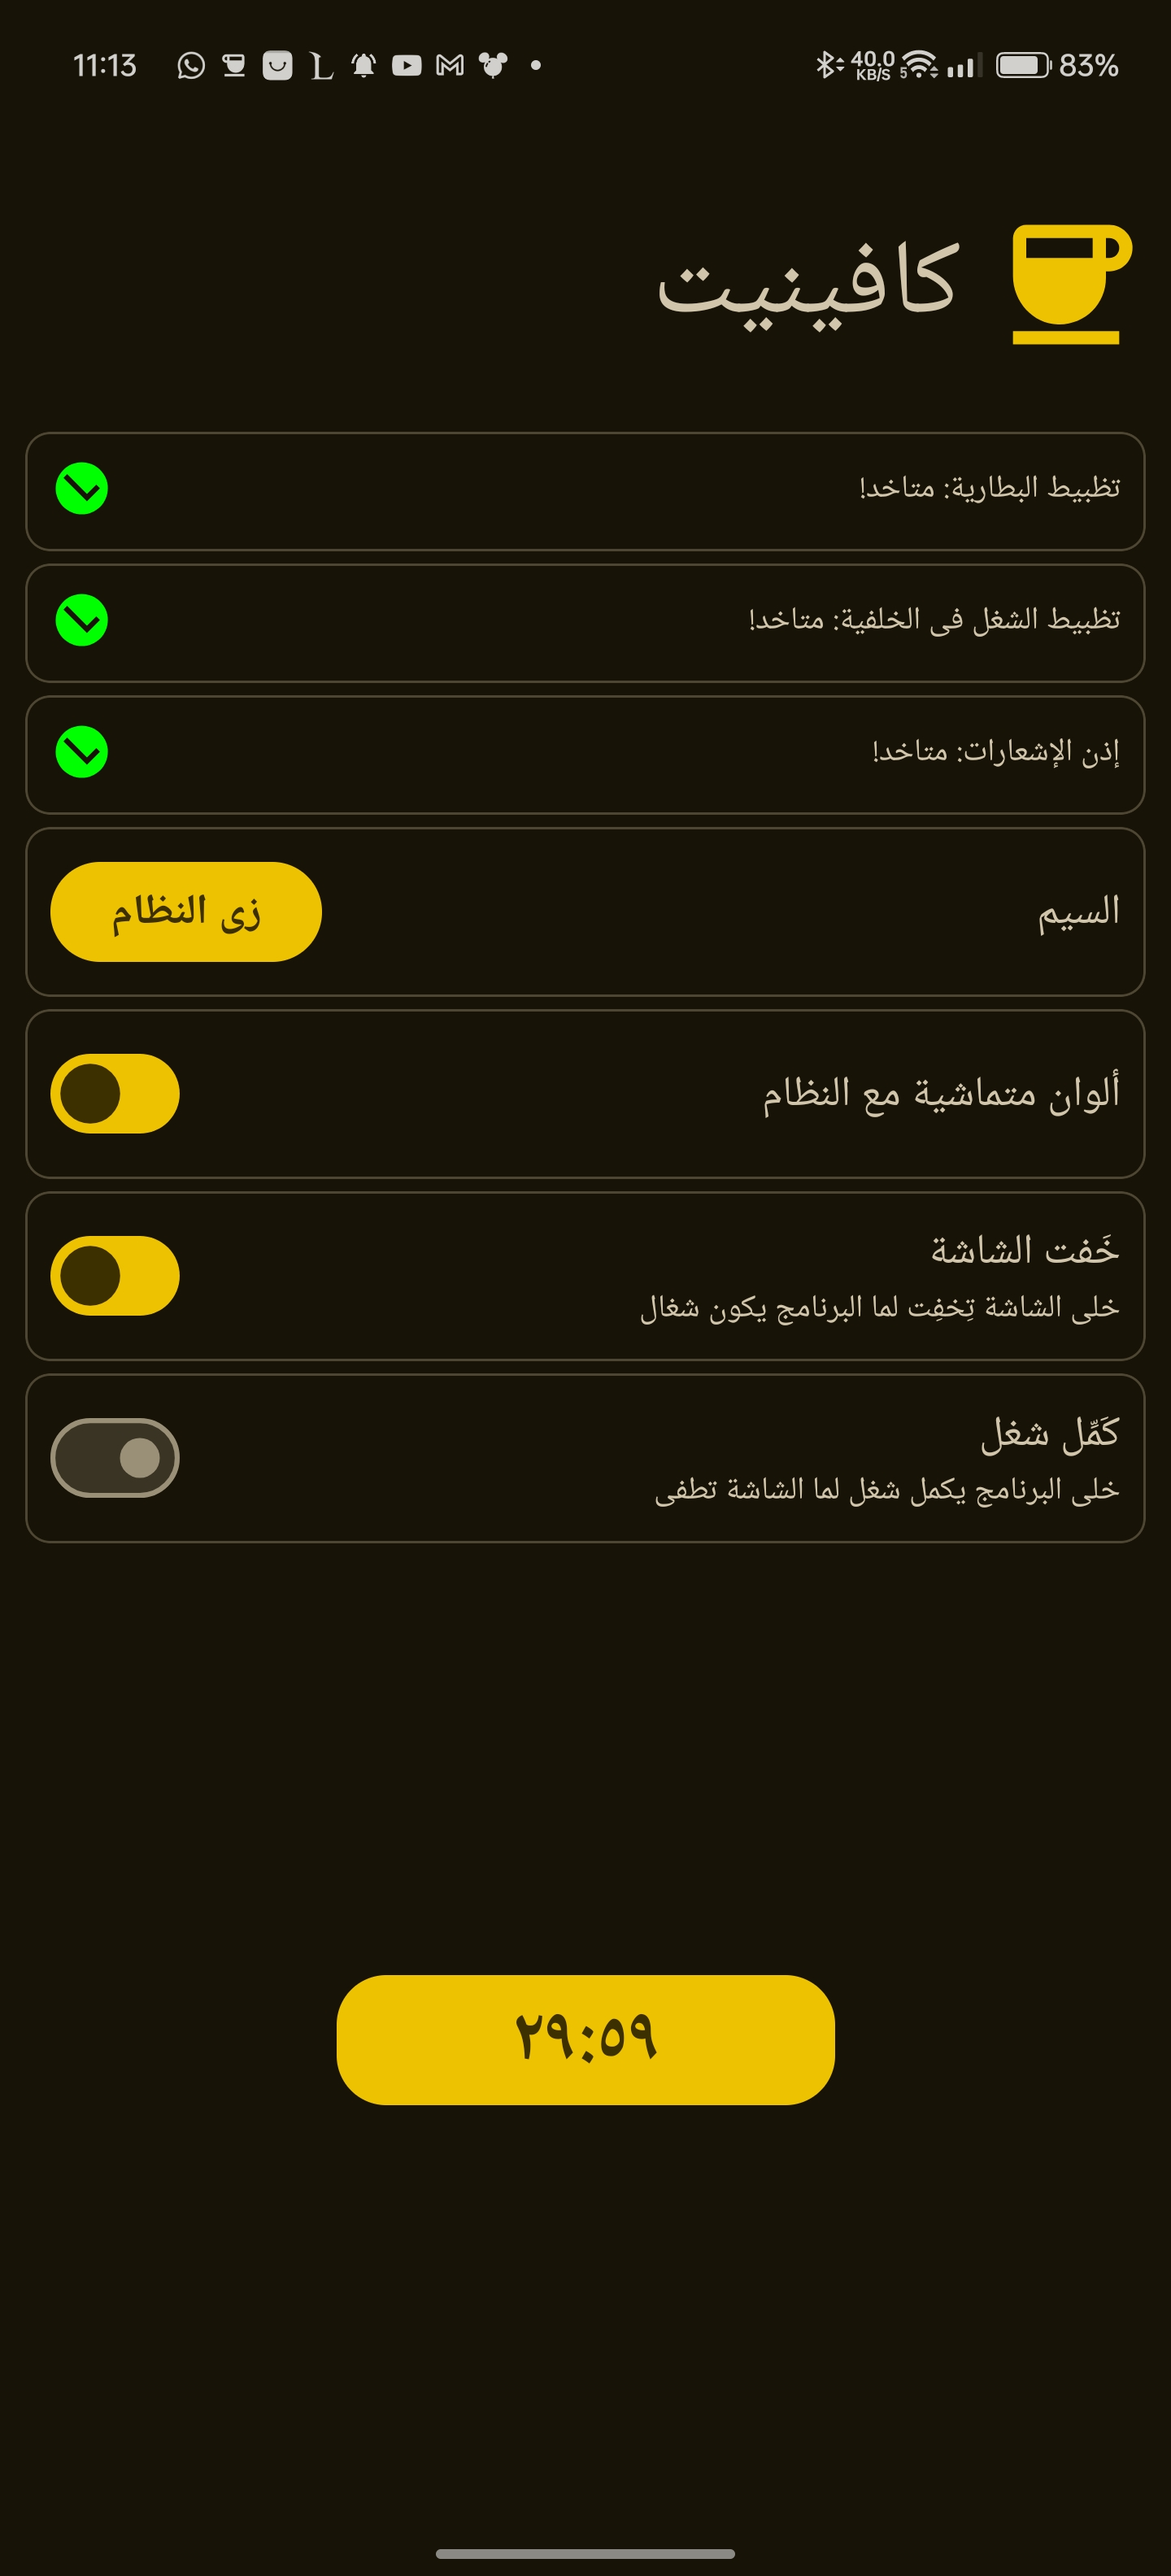 11:13
40.0 KB/S
5
83%
كافينيت
تظبيط البطارية: متاخد!
تظبيط الشغل فى الخلفية: متاخد!
إذن الإشعارات: متاخد!
السيم
زى النظام
ألوان متماشية مع النظام
خَفت الشاشة
خلى الشاشة تِخفِت لما البرنامج يكون شغال
كَمِّل شغل
خلى البرنامج يكمل شغل لما الشاشة تطفى
٢٩:٥٩